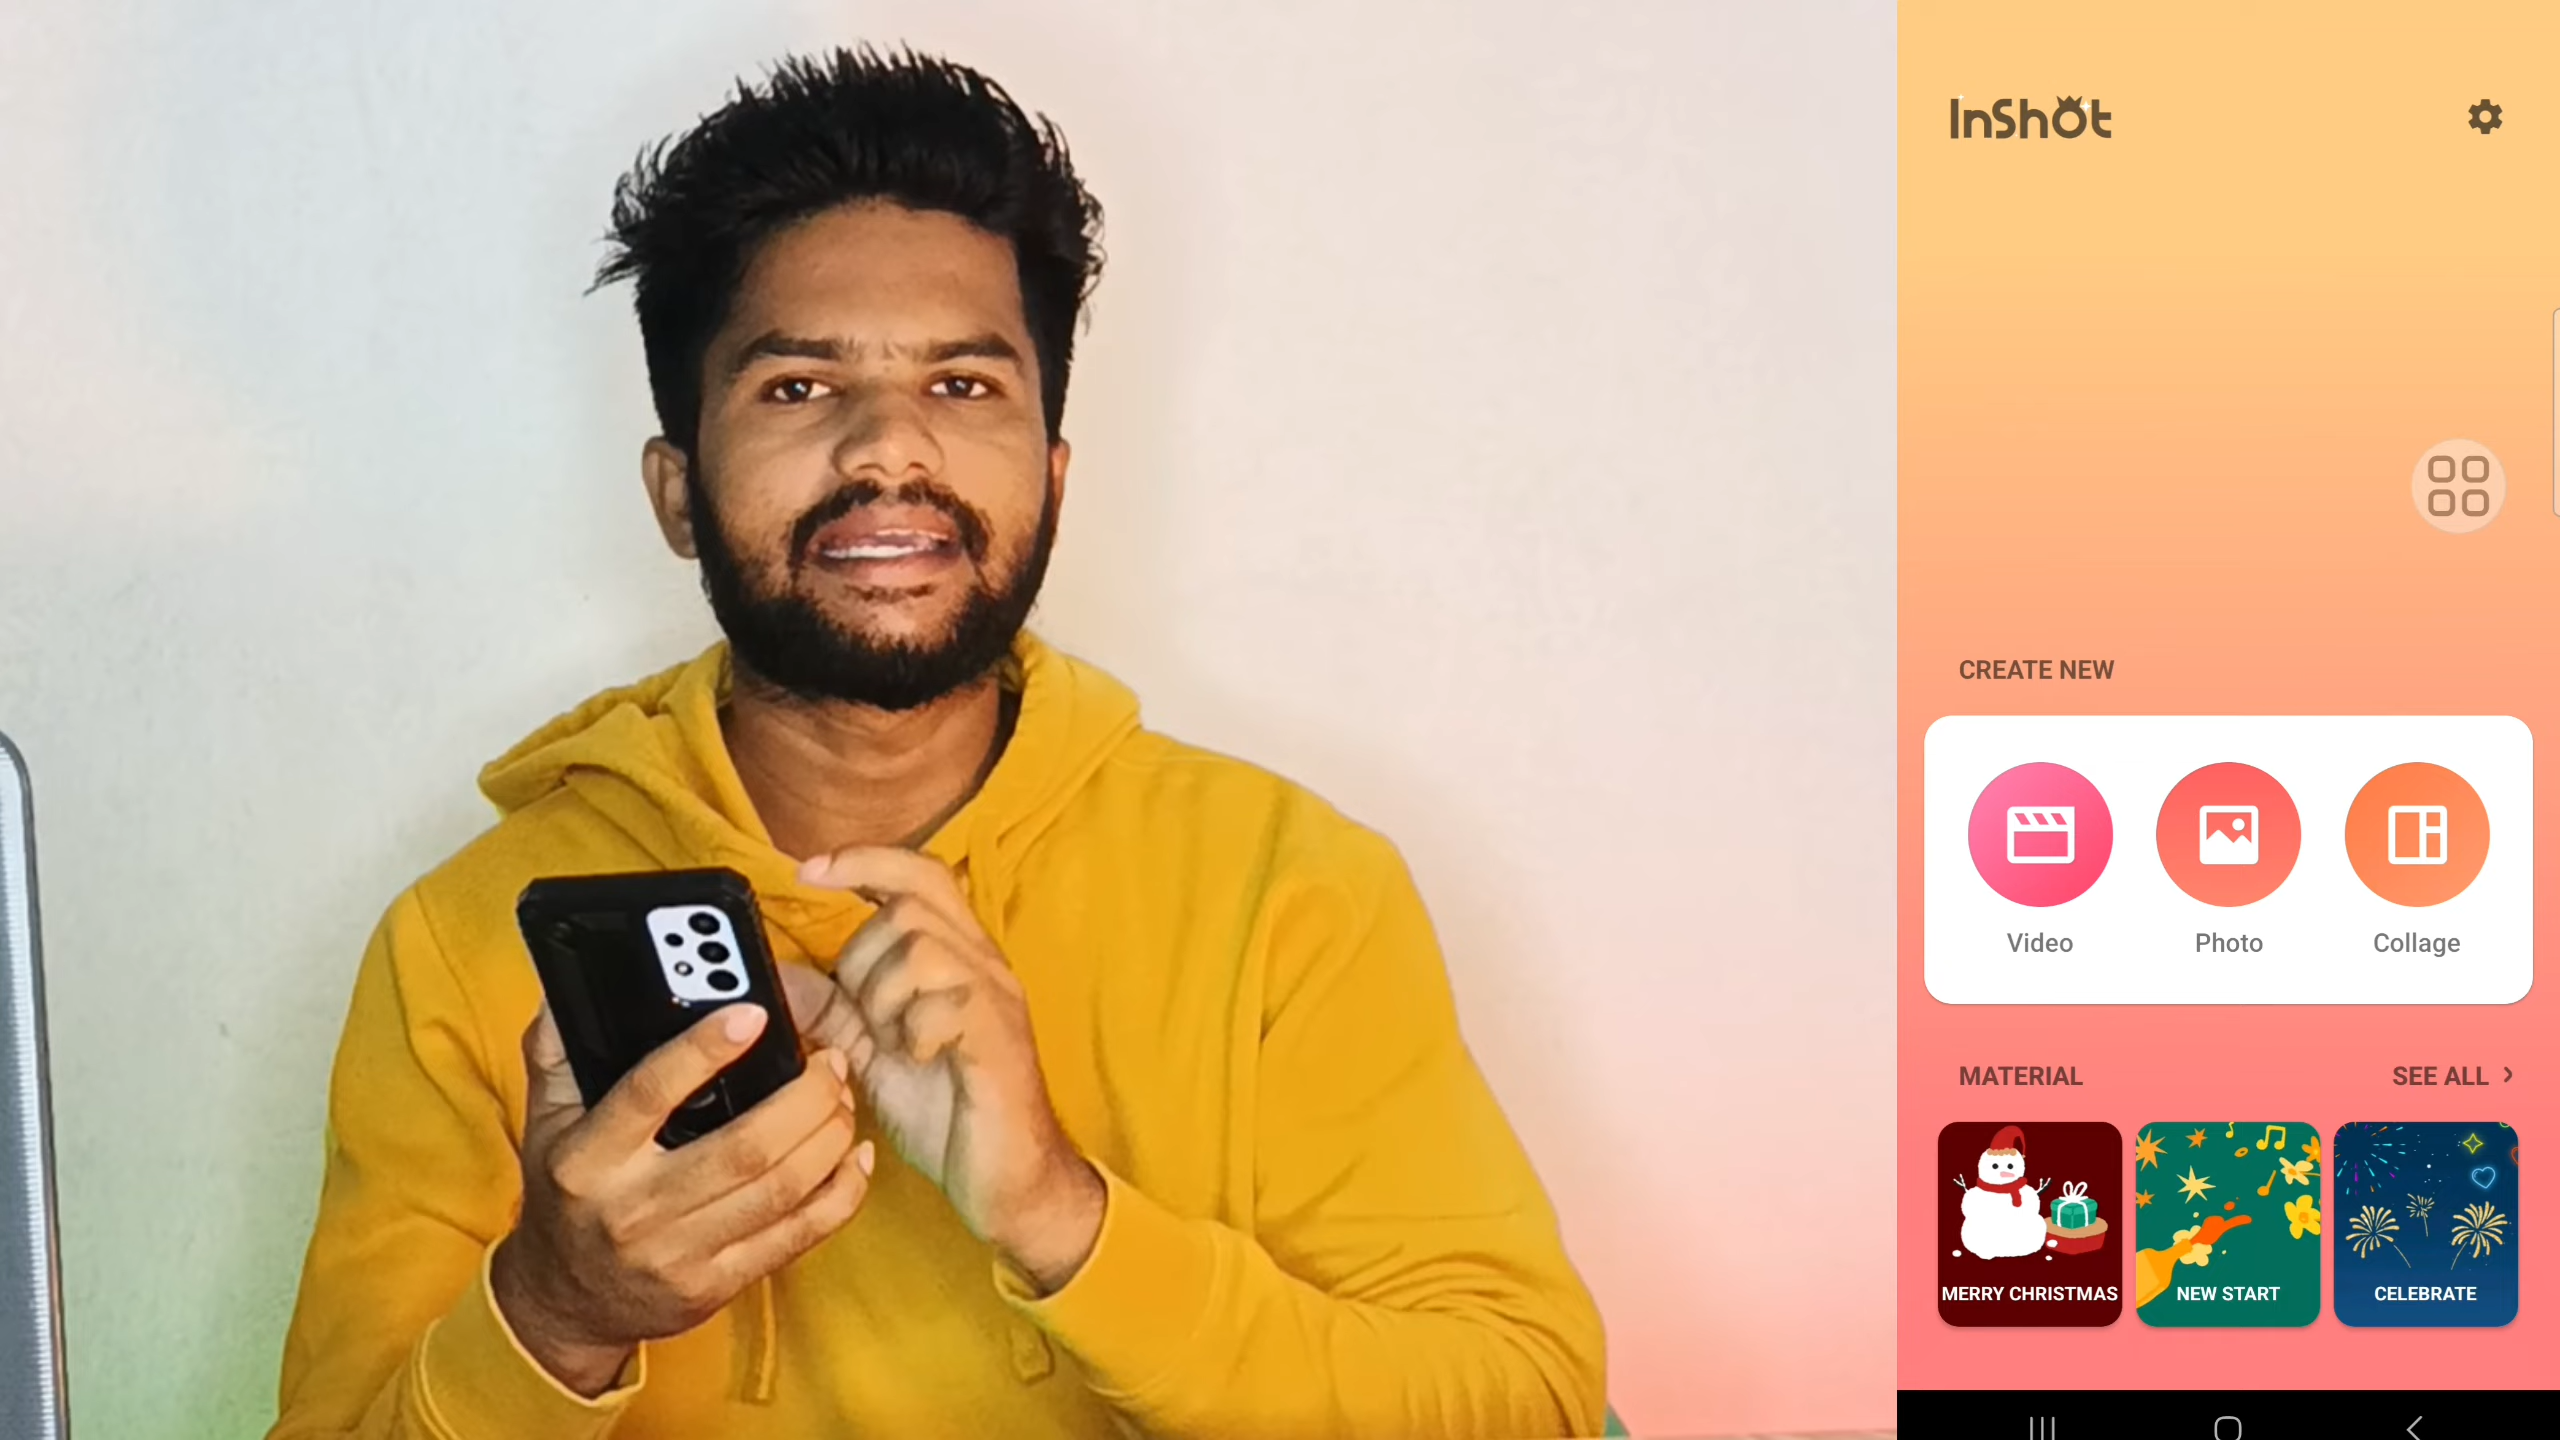 InShot
CREATE NEW
Video
Photo
Collage
MATERIAL
SEE ALL
MERRY CHRISTMAS
NEW START
CELEBRATE